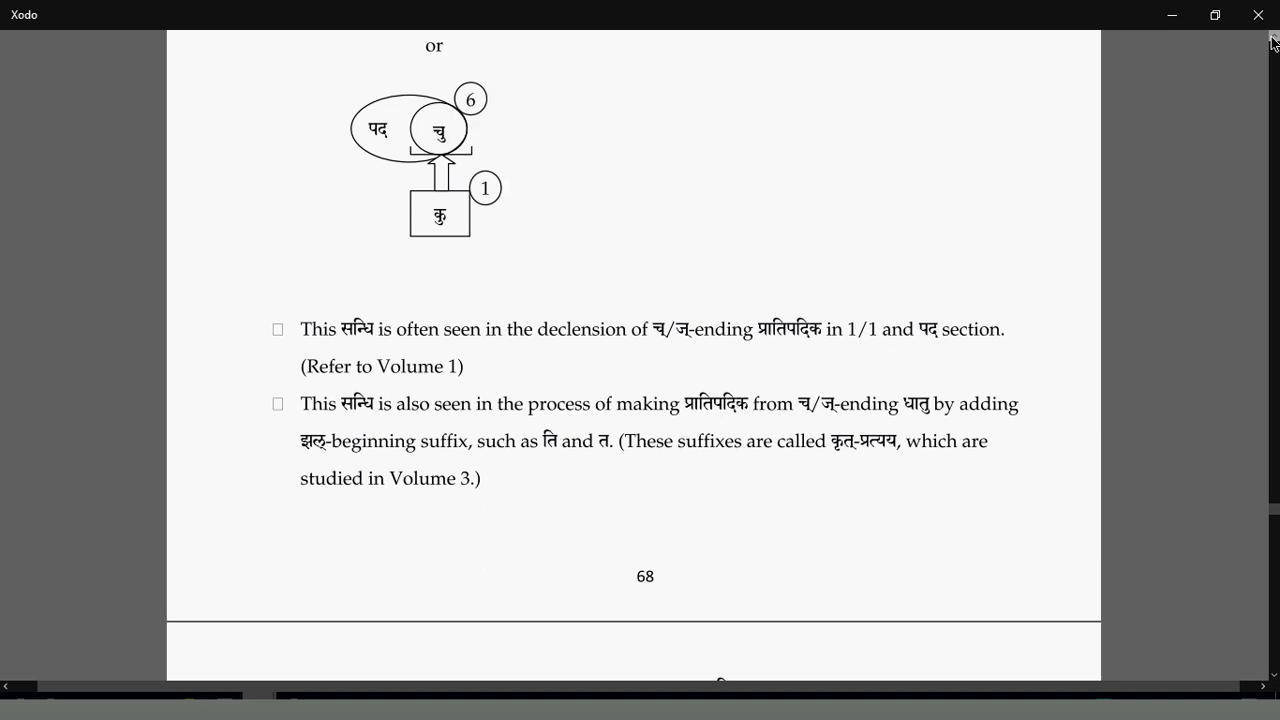 Xodo
or
6
पद चु
1
कु
This सन्धि is often seen in the declension of च्/ज्-ending प्रातिपदिक in 1/1 and पद section.
(Refer to Volume 1)
This सन्धि is also seen in the process of making प्रातिपदिक from च्/ज्-ending धातु by adding
झल्-beginning suffix, such as ति and त. (These suffixes are called कृत्-प्रत्यय, which are
studied in Volume 3.)
68